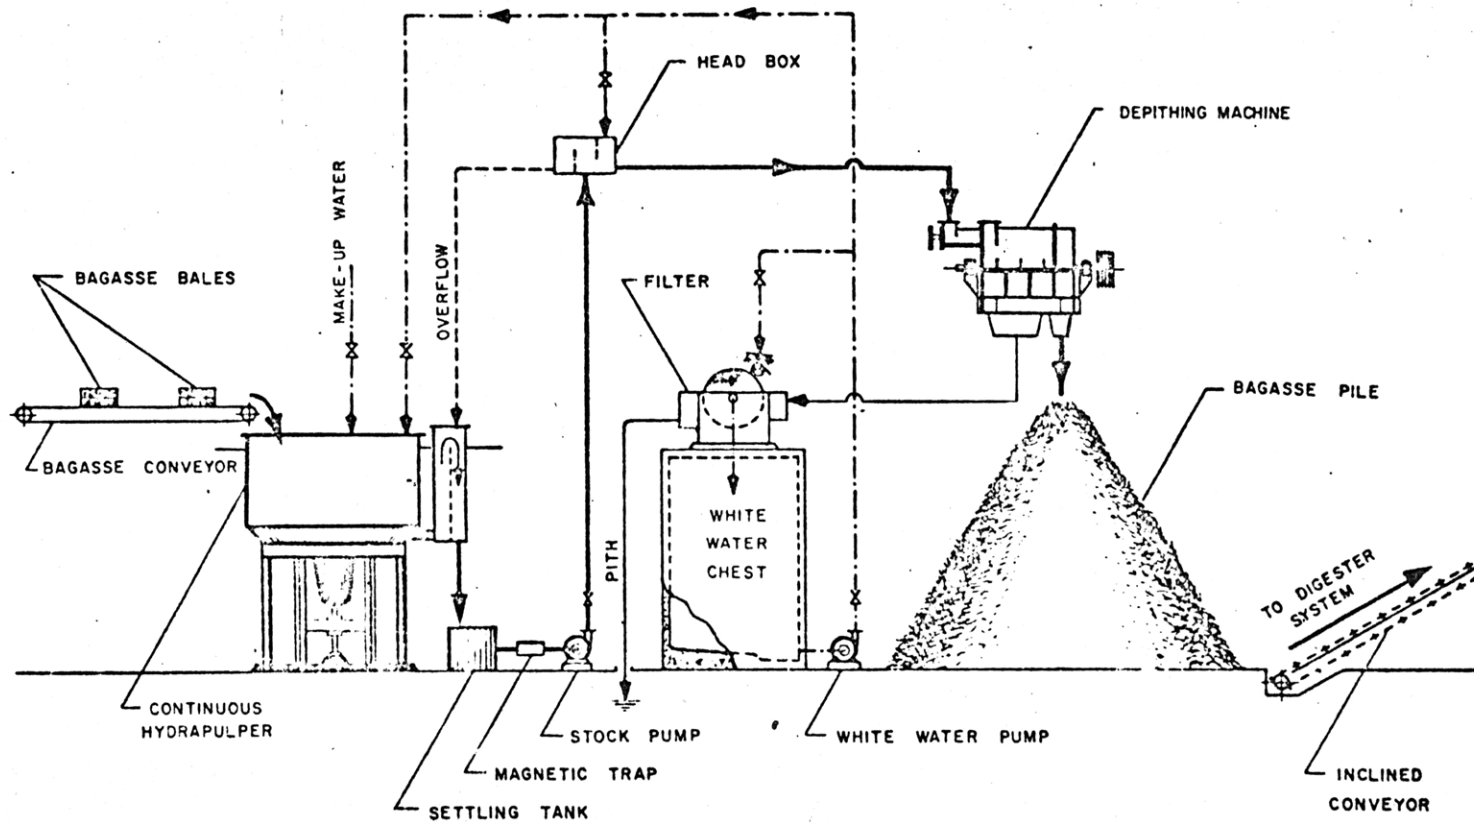 HEAD BOX
DEPITHING MACHINE
MAKE-UP WATER
OVERFLOW
BAGASSE BALES
FILTER
BAGASSE PILE
BAGASSE CONVEYOR
WHITE
WATER
CHEST
PITH
TO DIGESTER
SYSTEM
CONTINUOUS
HYDRAPULPER
STOCK PUMP
WHITE WATER PUMP
MAGNETIC TRAP
SETTLING TANK
INCLINED
CONVEYOR